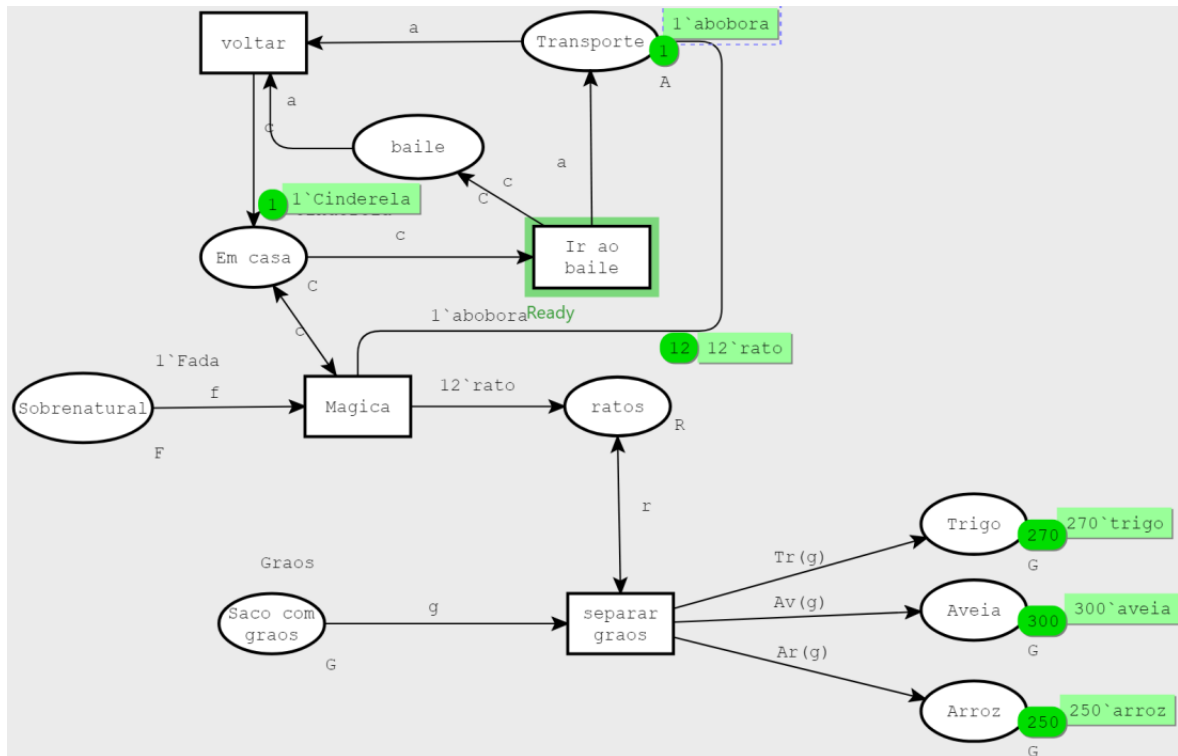 1`abobora
voltar
a
Transporte
1
A
a
baile
c
a
c
C
1
1`Cinderela
Em casa
C
c
Ir ao
baile
Ready
c
1`abobora
12
12`rato
1`Fada
Sobrenatural
f
F
Magica
12`rato
ratos
R
r
Graos
Saco com
graos
G
g
separar
graos
Tr(g)
Av(g)
Ar(g)
Trigo
270
270`trigo
G
Aveia
300
300`aveia
G
Arroz
250
250`arroz
G